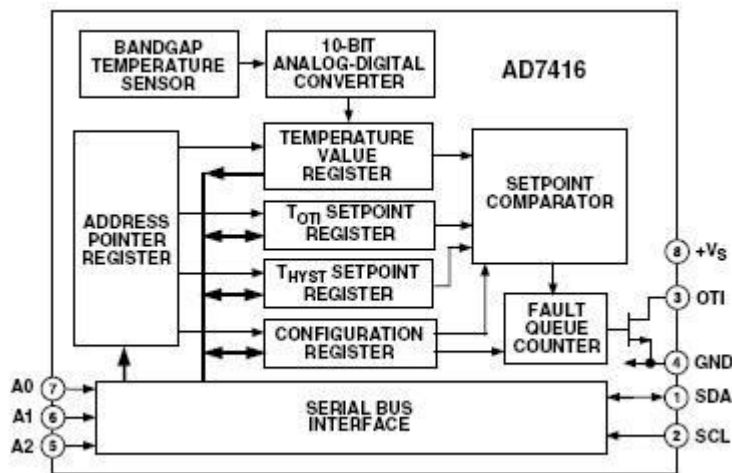 BANDGAP
TEMPERATURE
SENSOR
10-BIT
ANALOG-DIGITAL
CONVERTER
AD7416
ADDRESS
POINTER
REGISTER
TEMPERATURE
VALUE
REGISTER
SETPOINT
COMPARATOR
TOTI SETPOINT
REGISTER
THYST SETPOINT
REGISTER
CONFIGURATION
REGISTER
FAULT
QUEUE
COUNTER
8 +VS
3 OTI
4 GND
1 SDA
2 SCL
A0 7
A1 6
A2 5
SERIAL BUS
INTERFACE